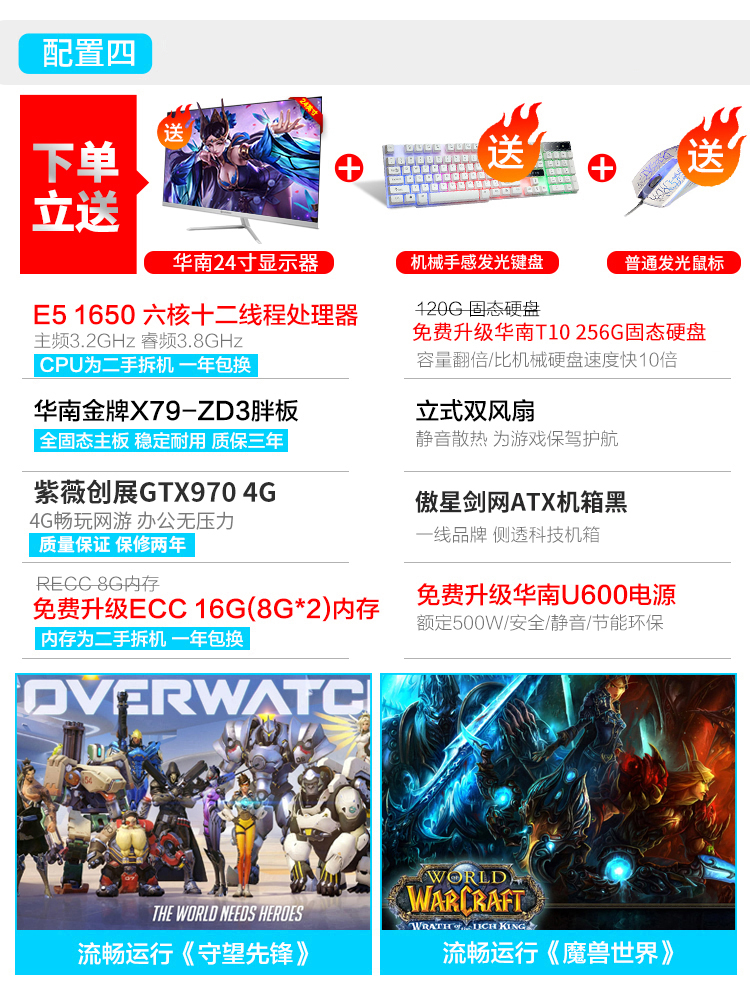 配置四
下单
立送
送
24英寸
送
送
华南24寸显示器
机械手感发光键盘
普通发光鼠标
E5 1650 六核十二线程处理器
主频3.2GHz 睿频3.8GHz
CPU为二手拆机 一年包换
120G 固态硬盘
免费升级华南T10 256G固态硬盘
容量翻倍/比机械硬盘速度快10倍
华南金牌X79-ZD3胖板
全固态主板 稳定耐用 质保三年
立式双风扇
静音散热 为游戏保驾护航
紫薇创展GTX970 4G
4G畅玩网游 办公无压力
质量保证 保修两年
傲星剑网ATX机箱黑
一线品牌 侧透科技机箱
RECC 8G内存
免费升级ECC 16G(8G*2)内存
内存为二手拆机 一年包换
免费升级华南U600电源
额定500W/安全/静音/节能环保
OVERWATC
THE WORLD NEEDS HEROES
流畅运行《守望先锋》
WORLD
WARCRAFT
WRATH OF THE LICH KING
流畅运行《魔兽世界》